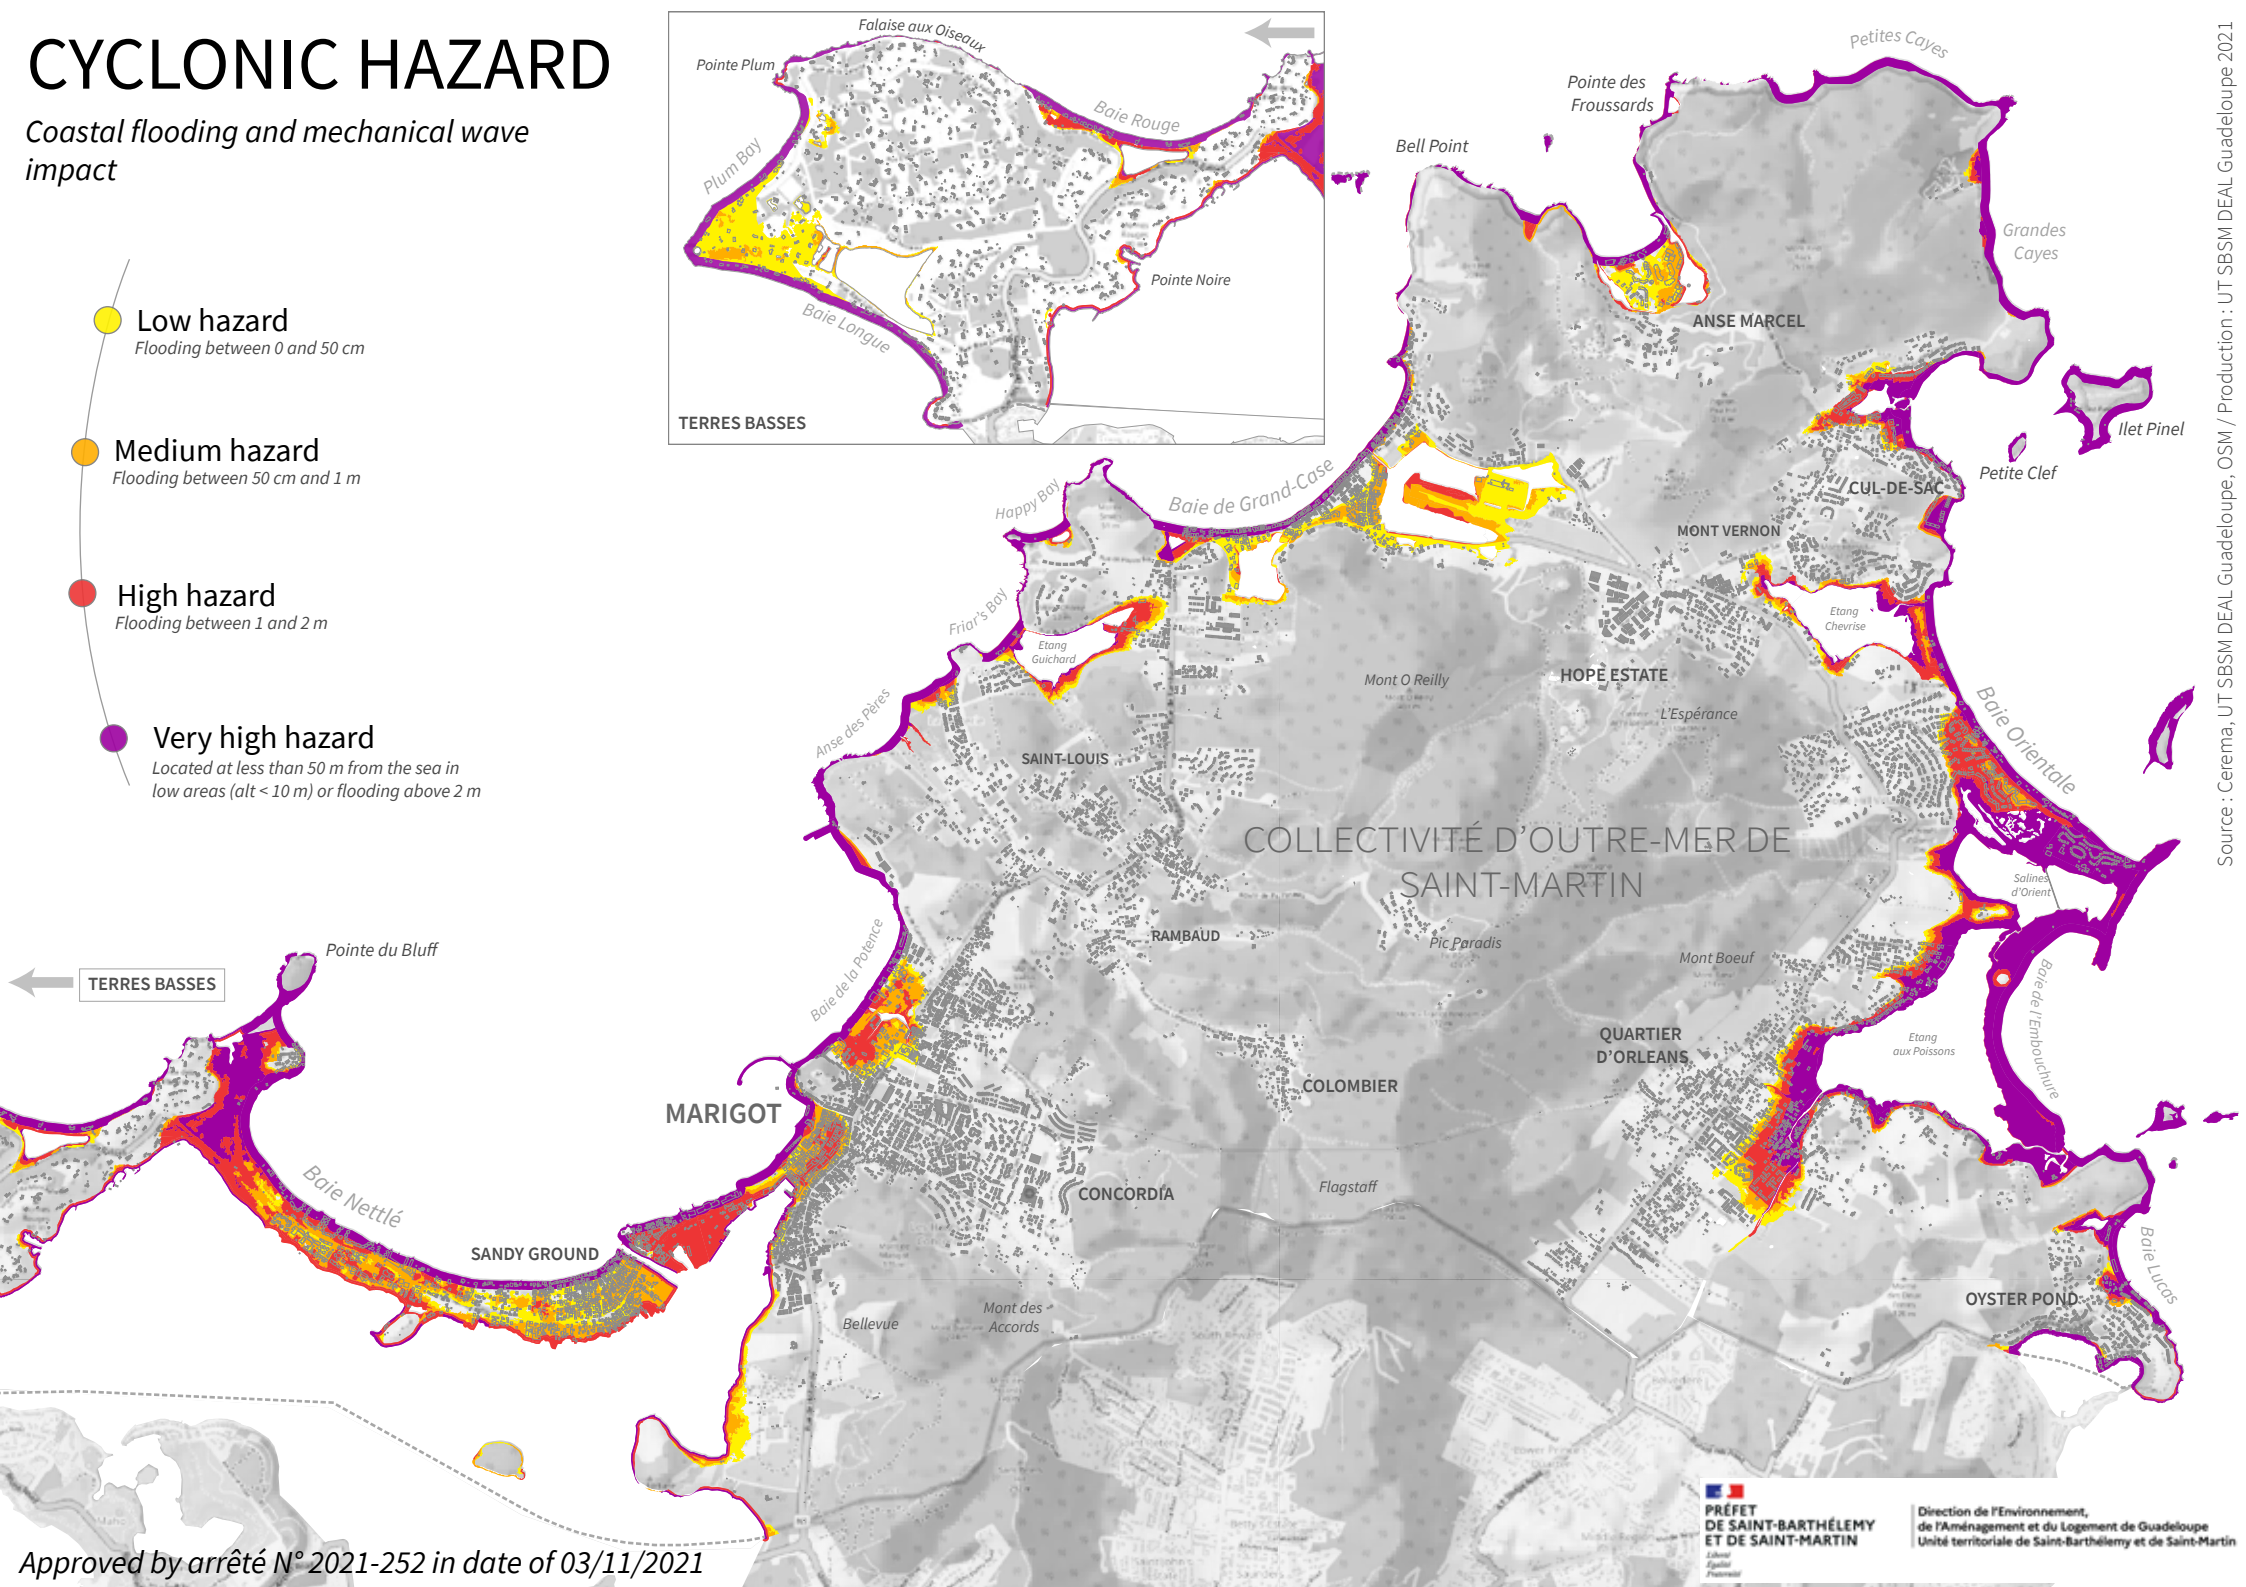 CYCLONIC HAZARD
Coastal flooding and mechanical wave
impact
Low hazard
Flooding between 0 and 50 cm
Medium hazard
Flooding between 50 cm and 1 m
High hazard
Flooding between 1 and 2 m
Very high hazard
Located at less than 50 m from the sea in
low areas (alt < 10 m) or flooding above 2 m
Falaise aux Oiseaux
Pointe Plum
Baie Rouge
Plum Bay
Pointe Noire
Baie Longue
TERRES BASSES
Petites Cayes
Pointe des
Froussards
Bell Point
Grandes
Cayes
ANSE MARCEL
Ilet Pinel
Petite Clef
CUL-DE-SAC
Baie de Grand-Case
Happy Bay
MONT VERNON
Friar's Bay
Etang
Guichard
Etang
Chevrise
HOPE ESTATE
Mont O Reilly
L'Espérance
Anse des Pères
SAINT-LOUIS
Baie Orientale
COLLECTIVITÉ D'OUTRE-MER DE
SAINT-MARTIN
Salines
d'Orient
RAMBAUD
Pic Paradis
Mont Boeuf
Baie de la Potence
Pointe du Bluff
TERRES BASSES
Baie de l'Embouchure
QUARTIER
D'ORLEANS
Etang
aux Poissons
COLOMBIER
MARIGOT
Baie Nettlé
CONCORDIA
Flagstaff
SANDY GROUND
Baie Lucas
OYSTER POND
Mont des
Accords
Bellevue
Approved by arrêté N° 2021-252 in date of 03/11/2021
PRÉFET
DE SAINT-BARTHÉLEMY
ET DE SAINT-MARTIN
Liberté
Égalité
Fraternité
Direction de l'Environnement,
de l'Aménagement et du Logement de Guadeloupe
Unité territoriale de Saint-Barthélemy et de Saint-Martin
Source : Cerema, UT SBSM DEAL Guadeloupe, OSM / Production : UT SBSM DEAL Guadeloupe 2021